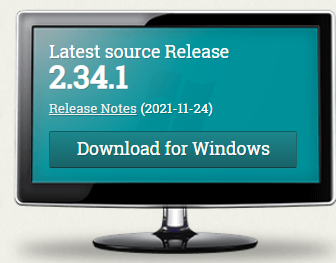 Latest source Release
2.34.1
Release Notes (2021-11-24)
Download for Windows